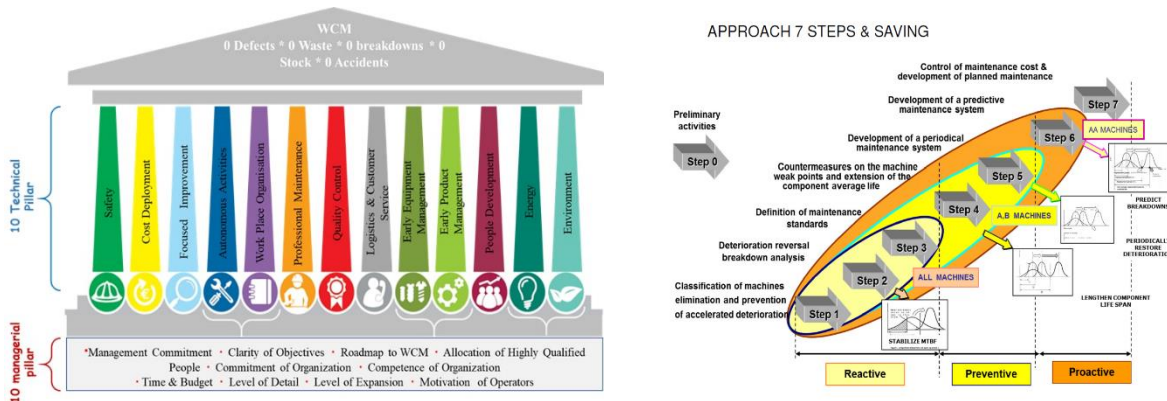 WCM
0 Defects * 0 Waste * 0 breakdowns * 0
Stock * 0 Accidents
10 Technical
Pillar
Safety
Cost Deployment
Focused Improvement
Autonomous Activities
Work Place Organisation
Professional Maintenance
Quality Control
Logistics & Customer
Service
Early Equipment
Management
Early Product
Management
People Development
Energy
Environment
10 managerial
pillar
•Management Commitment • Clarity of Objectives • Roadmap to WCM • Allocation of Highly Qualified
People • Commitment of Organization • Competence of Organization
• Time & Budget • Level of Detail • Level of Expansion • Motivation of Operators
APPROACH 7 STEPS & SAVING
Control of maintenance cost &
development of planned maintenance
Step 7
Preliminary
activities
Step 0
Development of a predictive
maintenance system
Step 6
AA MACHINES
Development of a periodical
maintenance system
Step 5
Countermeasures on the machine
weak points and extension of the
component average life
Step 4
A,B MACHINES
PREDICT
BREAKDOWNS
Definition of maintenance
standards
Step 3
PERIODICALLY
RESTORE
DETERIORATION
Deterioration reversal
breakdown analysis
Step 2
ALL MACHINES
LENGTHEN COMPONENT
LIFE SPAN
Classification of machines
elimination and prevention
of accelerated deterioration
Step 1
STABILIZE MTBF
Reactive
Preventive
Proactive